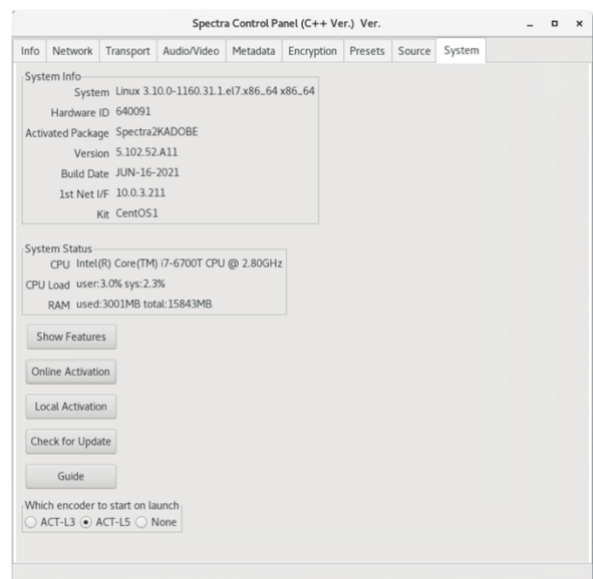 Spectra Control Panel (C++ Ver.) Ver.
Info Network Transport Audio/Video Metadata Encryption Presets Source System
System Info
System Linux 3.10.0-1160.31.1.el7.x86_64 x86_64
Hardware ID 640091
Activated Package Spectra2KADOBE
Version 5.102.52.A11
Build Date JUN-16-2021
1st Net I/F 10.0.3.211
Kit CentOS1
System Status
CPU Intel(R) Core(TM) i7-6700T CPU @ 2.80GHz
CPU Load user:3.0% sys:2.3%
RAM used:3001MB total:15843MB
Show Features
Online Activation
Local Activation
Check for Update
Guide
Which encoder to start on launch
ACT-L3 ACT-L5 None